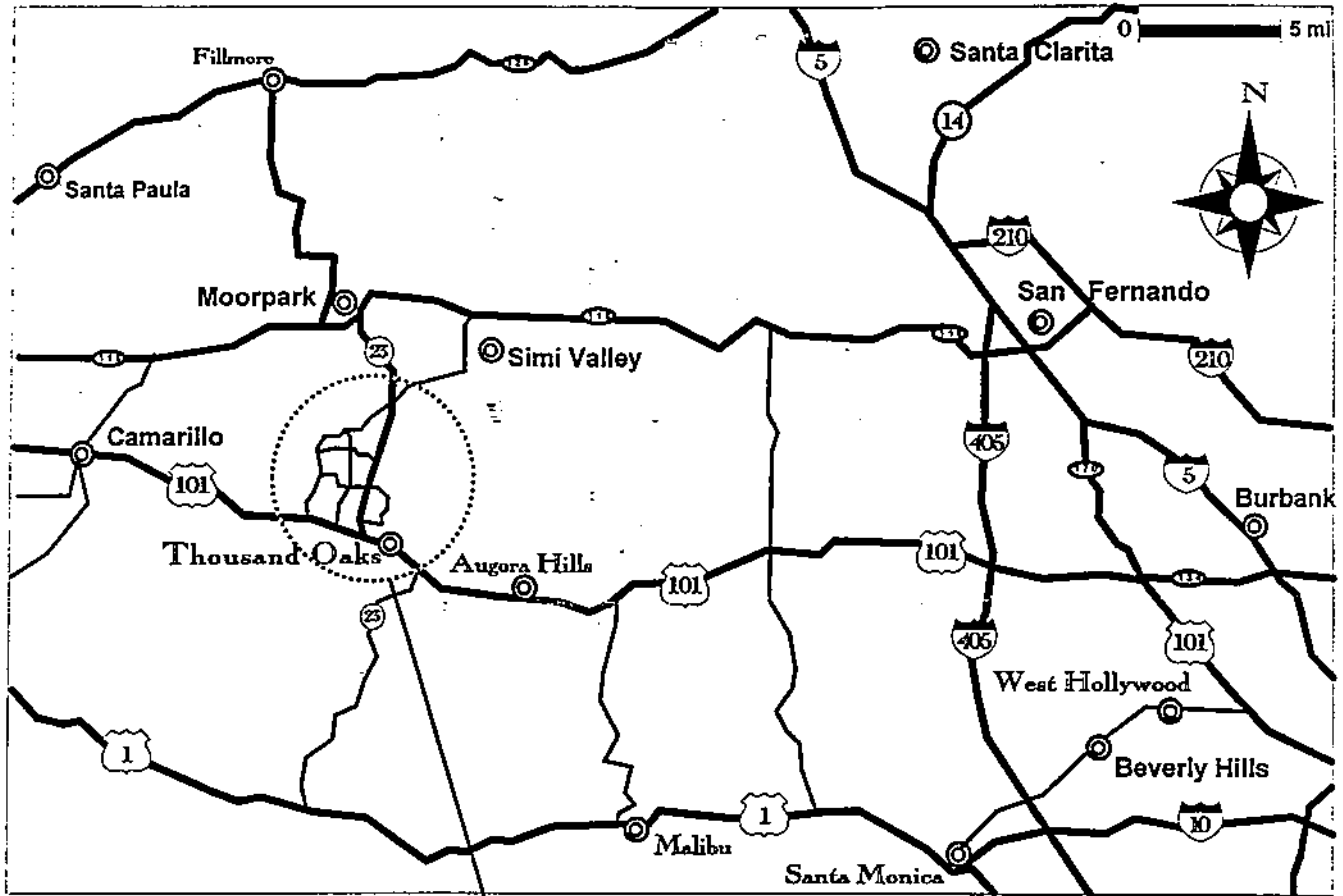 0 5 mi
5
Santa Clarita
Fillmore
126
N
14
Santa Paula
210
Moorpark
San Fernando
23
Simi Valley
210
Camarillo
405
5
101
Burbank
Thousand Oaks
Augora Hills
101
101
23
405
101
West Hollywood
1
Beverly Hills
1
10
Malibu
Santa Monica